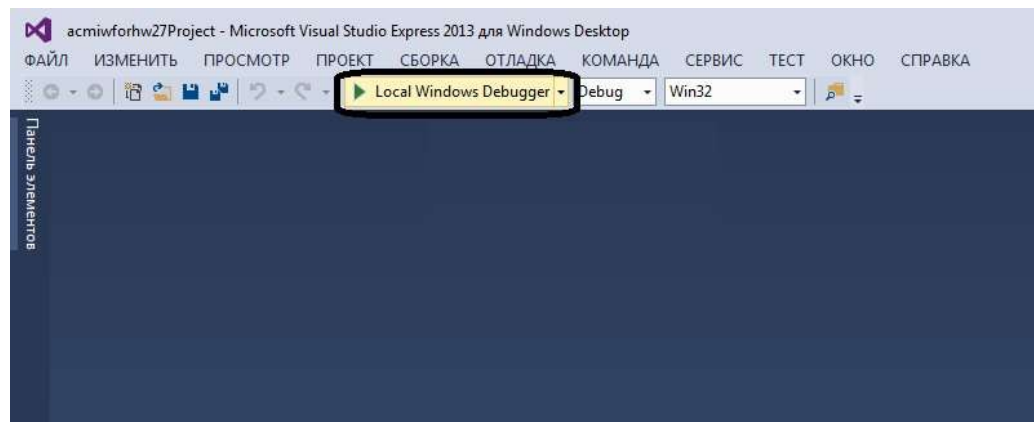 acmiwforhw27Project - Microsoft Visual Studio Express 2013 для Windows Desktop
ФАЙЛ ИЗМЕНИТЬ ПРОСМОТР ПРОЕКТ СБОРКА ОТЛАДКА КОМАНДА СЕРВИС ТЕСТ ОКНО СПРАВКА
Local Windows Debugger Debug Win32
Панель элементов